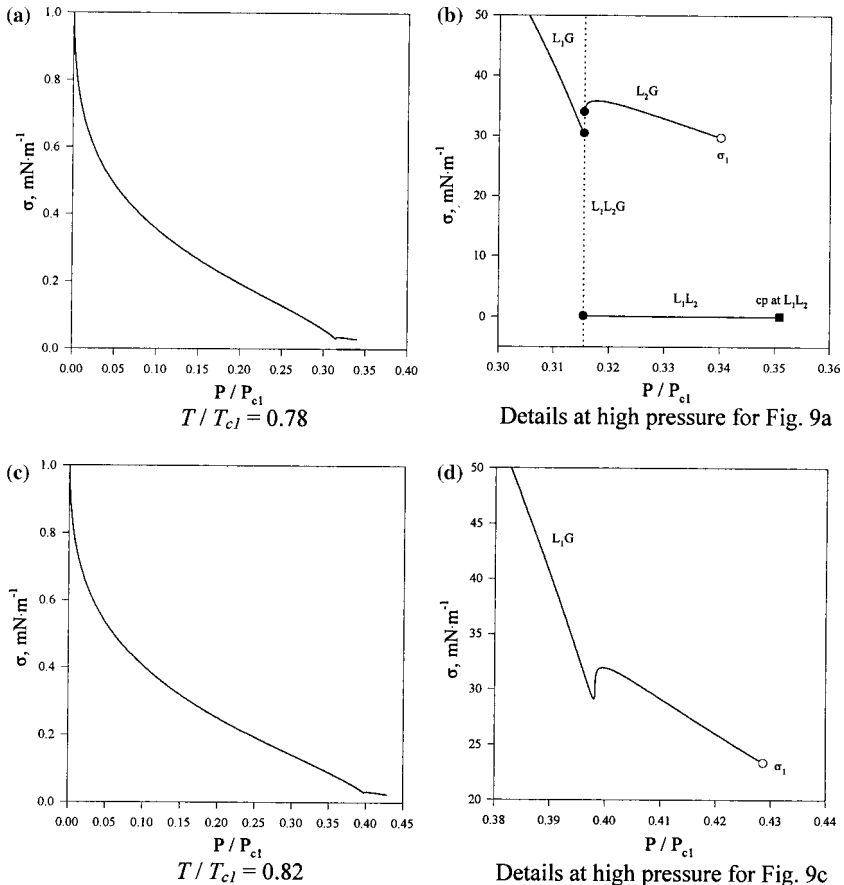 (a)
1.0
0.8
0.6
0.4
0.2
0.0
σ, mN·m⁻¹
0.00 0.05 0.10 0.15 0.20 0.25 0.30 0.35 0.40
P / P_c1
T / T_c1 = 0.78
(b)
50
40
30
20
10
0
σ, mN·m⁻¹
L₁G
L₂G
σ₁
L₁L₂G
L₁L₂
cp at L₁L₂
0.30 0.31 0.32 0.33 0.34 0.35 0.36
P / P_c1
Details at high pressure for Fig. 9a
(c)
1.0
0.8
0.6
0.4
0.2
0.0
σ, mN·m⁻¹
0.00 0.05 0.10 0.15 0.20 0.25 0.30 0.35 0.40 0.45
P / P_c1
T / T_c1 = 0.82
(d)
50
45
40
35
30
25
20
σ, mN·m⁻¹
L₁G
σ₁
0.38 0.39 0.40 0.41 0.42 0.43 0.44
P / P_c1
Details at high pressure for Fig. 9c